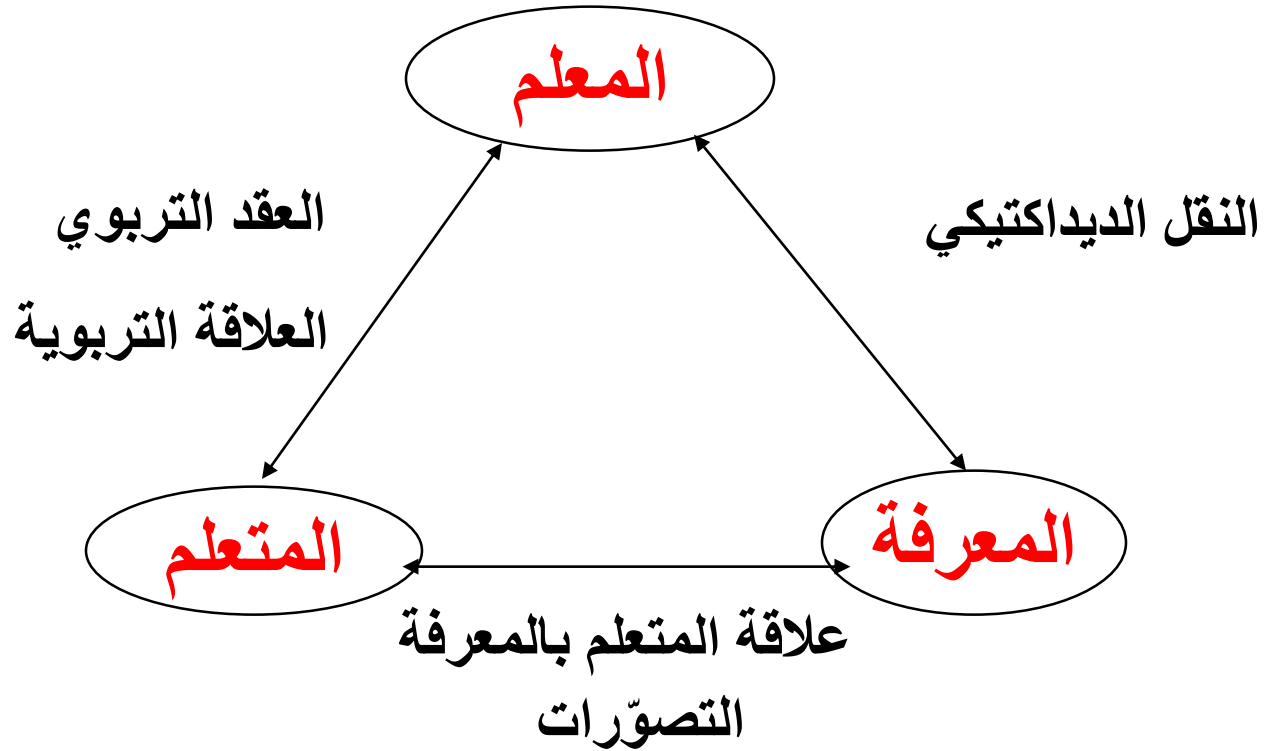 المعلم
العقد التربوي
النقل الديداكتيكي
العلاقة التربوية
المتعلم
المعرفة
علاقة المتعلم بالمعرفة
التصوّرات